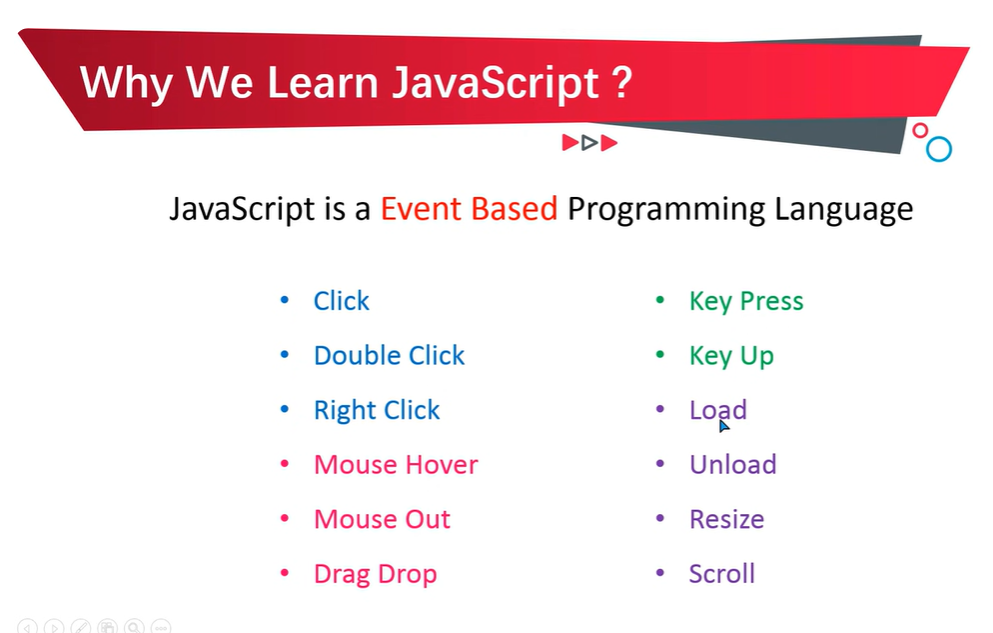 Why We Learn JavaScript ?
JavaScript is a Event Based Programming Language
• Click
• Double Click
• Right Click
• Mouse Hover
• Mouse Out
• Drag Drop
• Key Press
• Key Up
• Load
• Unload
• Resize
• Scroll